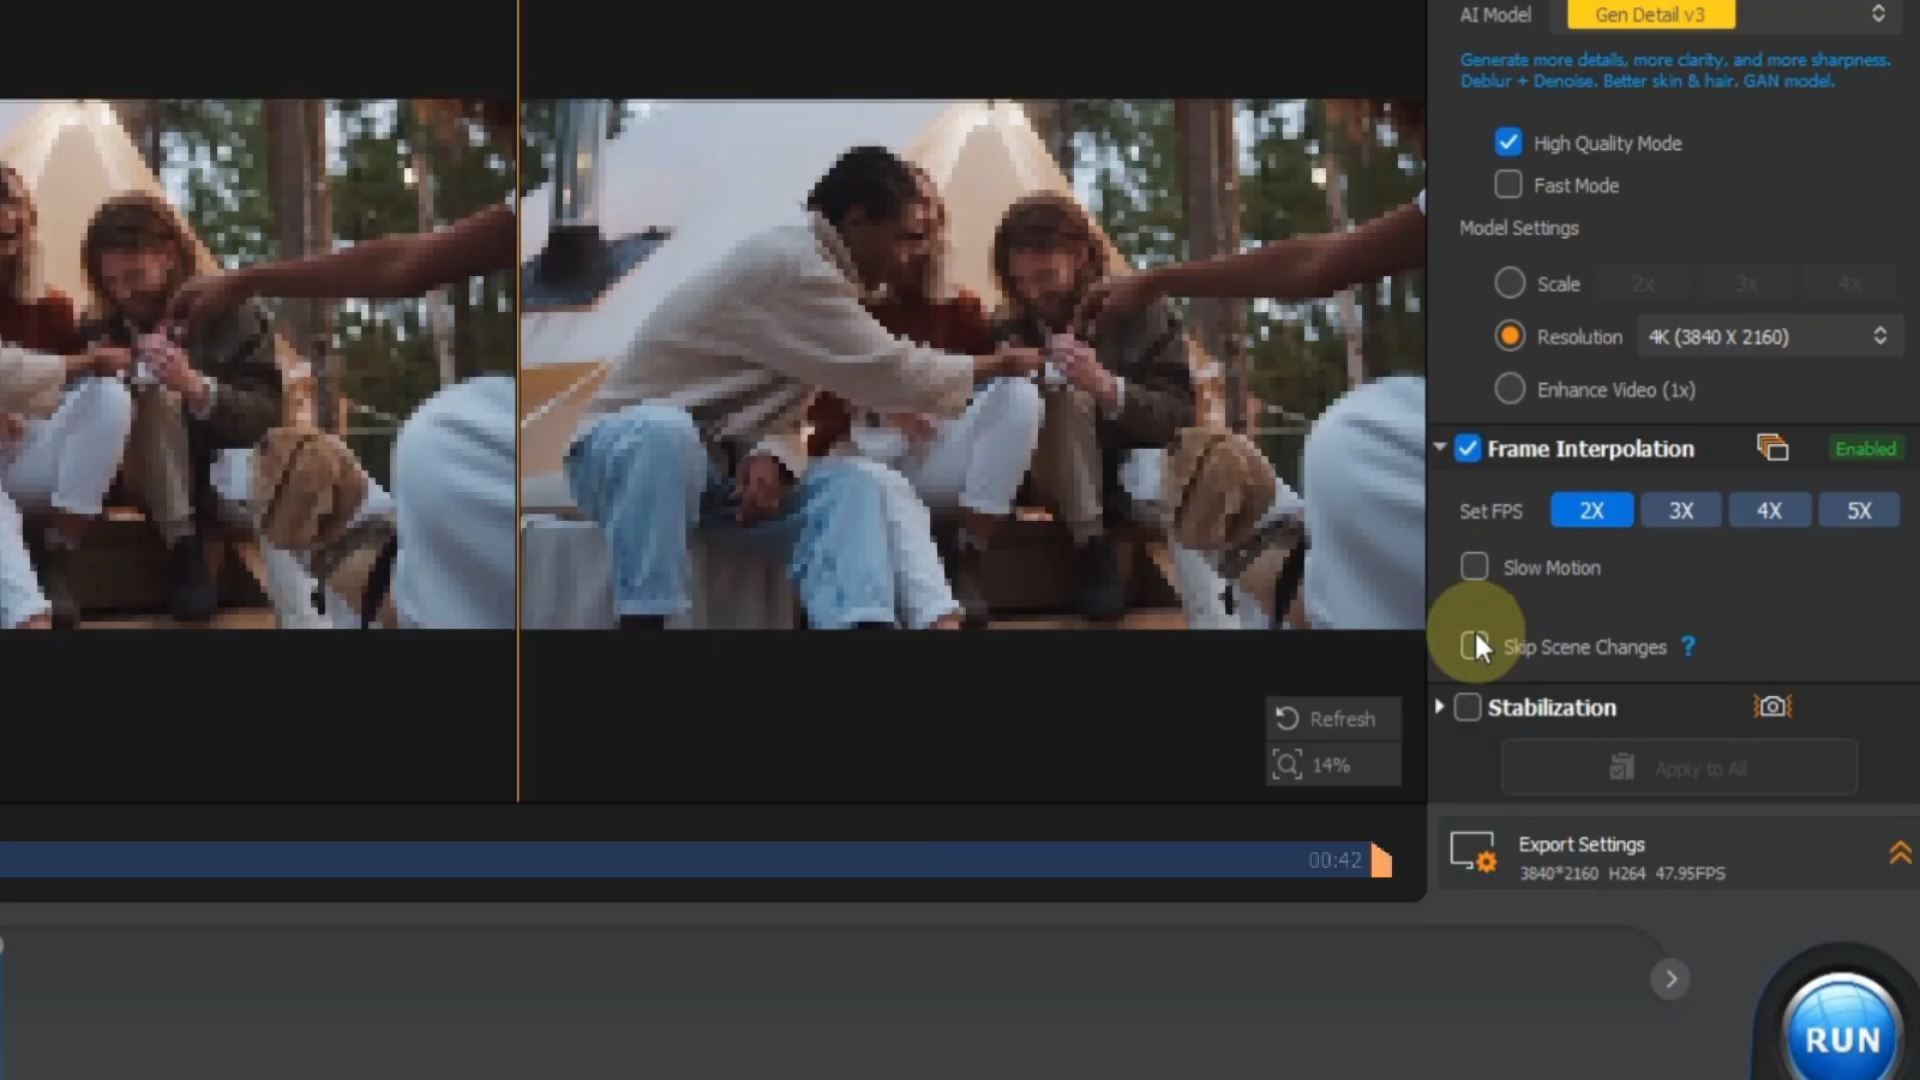 AI Model
Gen Detail v3
Generate more details, more clarity, and more sharpness.
Deblur + Denoise. Better skin & hair. GAN model.
High Quality Mode
Fast Mode
Model Settings
Scale 2x 3x 4x
Resolution 4K (3840 X 2160)
Enhance Video (1x)
Frame Interpolation Enabled
Set FPS 2X 3X 4X 5X
Slow Motion
Skip Scene Changes ?
Stabilization
Refresh
14%
Apply to All
00:42
Export Settings
3840*2160 H264 47.95FPS
RUN